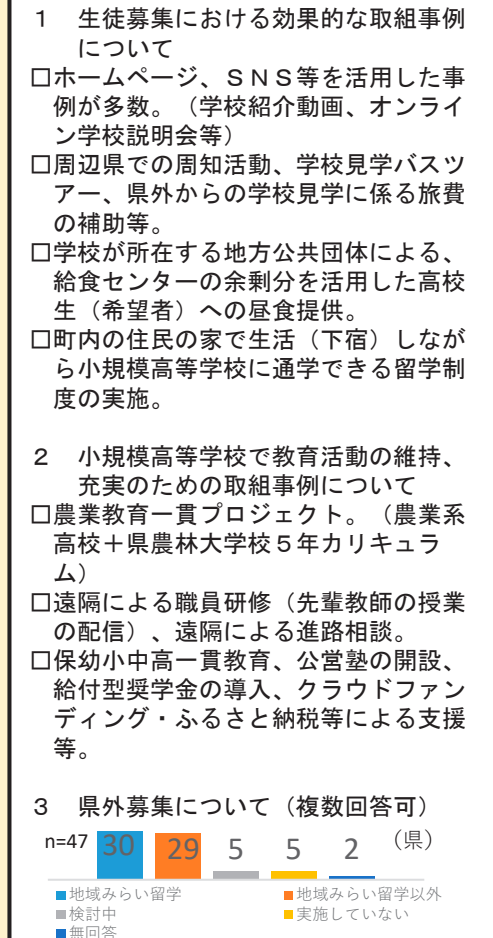 １　生徒募集における効果的な取組事例
について
□ホームページ、ＳＮＳ等を活用した事
例が多数。（学校紹介動画、オンライ
ン学校説明会等）
□周辺県での周知活動、学校見学バスツ
アー、県外からの学校見学に係る旅費
の補助等。
□学校が所在する地方公共団体による、
給食センターの余剰分を活用した高校
生（希望者）への昼食提供。
□町内の住民の家で生活（下宿）しなが
ら小規模高等学校に通学できる留学制
度の実施。
２　小規模高等学校で教育活動の維持、
充実のための取組事例について
□農業教育一貫プロジェクト。（農業系
高校＋県農林大学校５年カリキュラ
ム）
□遠隔による職員研修（先輩教師の授業
の配信）、遠隔による進路相談。
□保幼小中高一貫教育、公営塾の開設、
給付型奨学金の導入、クラウドファン
ディング・ふるさと納税等による支援
等。
３　県外募集について（複数回答可）
n=47 30 29 5 5 2 （県）
■地域みらい留学 ■地域みらい留学以外
■検討中 ■実施していない
■無回答